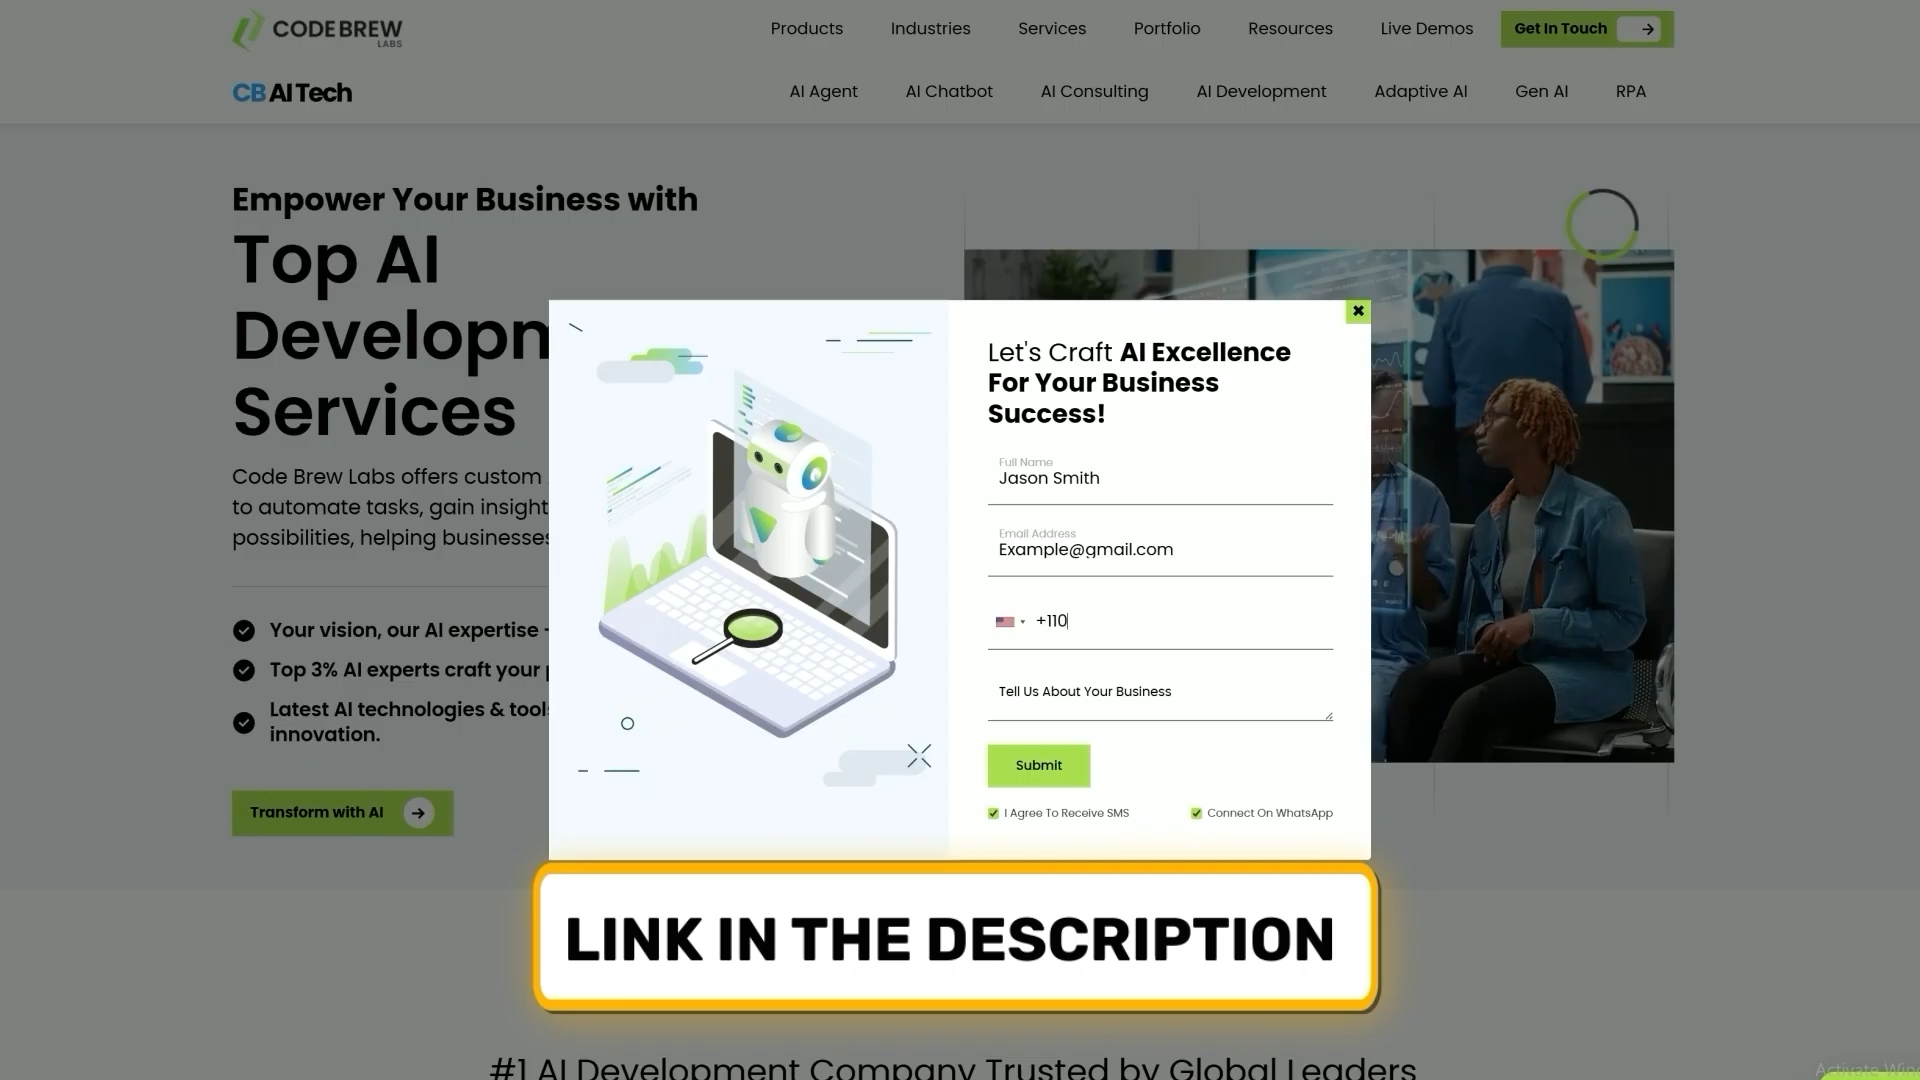 CODE BREW
LABS
Products
Industries
Services
Portfolio
Resources
Live Demos
Get In Touch
CB AI Tech
AI Agent
AI Chatbot
AI Consulting
AI Development
Adaptive AI
Gen AI
RPA
Empower Your Business with
Top AI
Developm
Services
Code Brew Labs offers custom
to automate tasks, gain insight
possibilities, helping businesses
Your vision, our AI expertise -
Top 3% AI experts craft your
Latest AI technologies & tools
innovation.
Transform with AI
Let's Craft AI Excellence
For Your Business
Success!
Full Name
Jason Smith
Email Address
Example@gmail.com
+110
Tell Us About Your Business
Submit
I Agree To Receive SMS
Connect On WhatsApp
LINK IN THE DESCRIPTION
#1 AI Development Company Trusted by Global Leaders
Activate Win